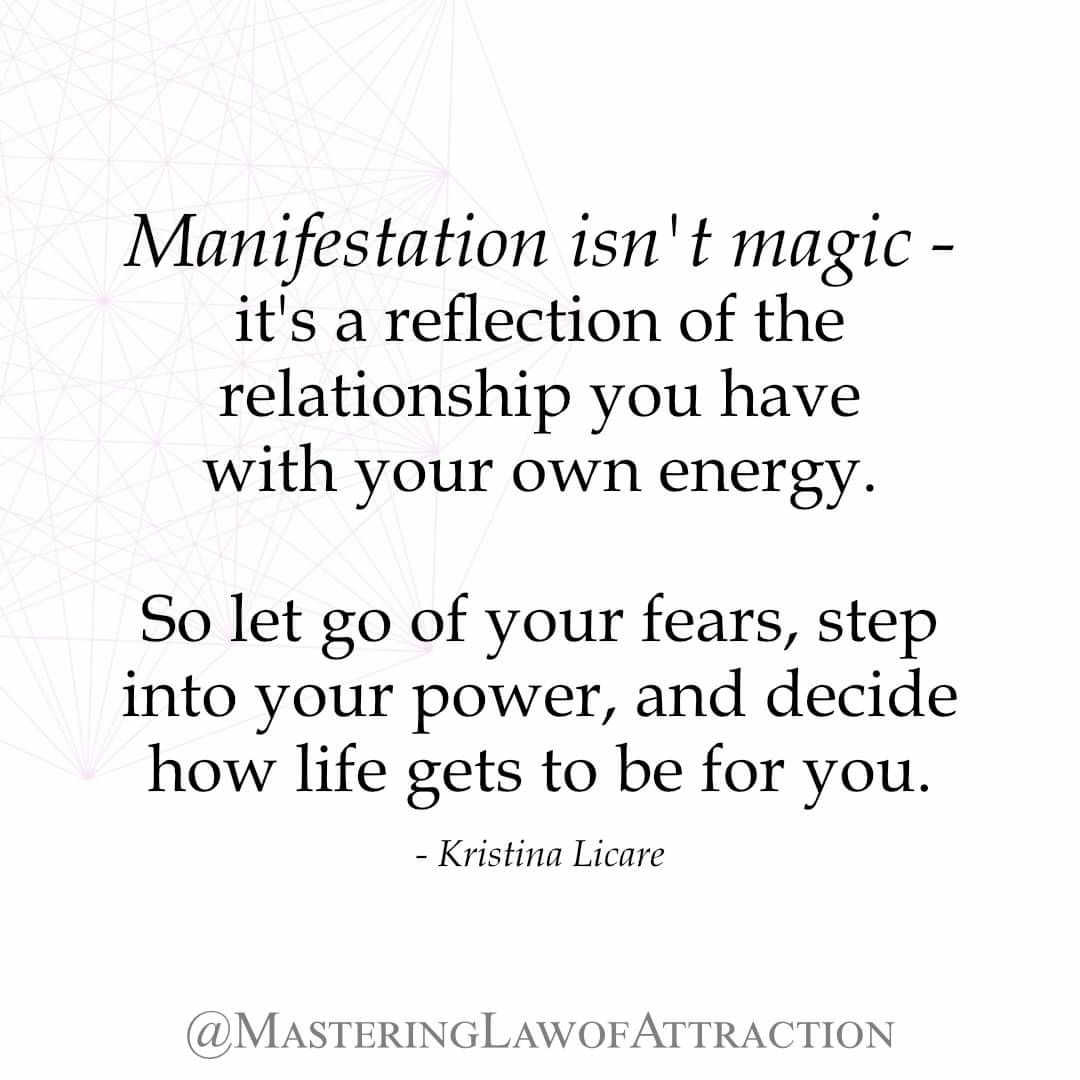 Manifestation isn't magic -
it's a reflection of the
relationship you have
with your own energy.
So let go of your fears, step
into your power, and decide
how life gets to be for you.
- Kristina Licare
@MasteringLawofAttraction